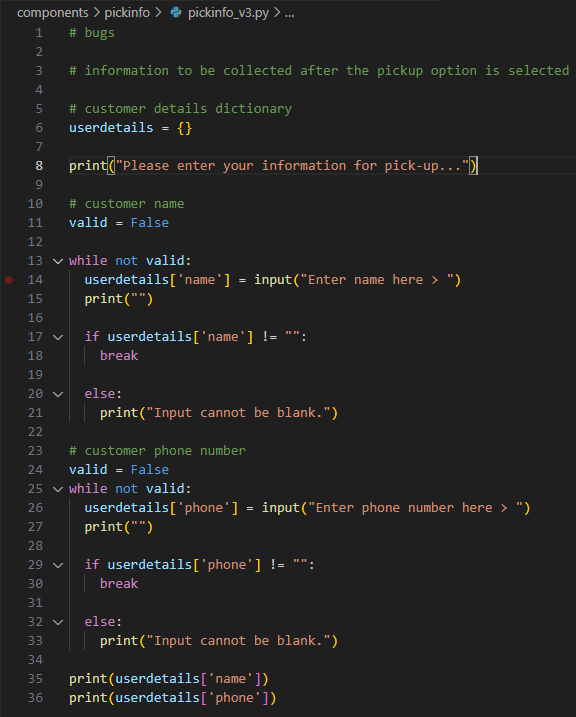 components > pickinfo > pickinfo_v3.py > ...
1 # bugs
2
3 # information to be collected after the pickup option is selected
4
5 # customer details dictionary
6 userdetails = {}
7
8 print("Please enter your information for pick-up...")
9
10 # customer name
11 valid = False
12
13 while not valid:
14   userdetails['name'] = input("Enter name here > ")
15   print("")
16
17   if userdetails['name'] != "":
18     break
19
20   else:
21     print("Input cannot be blank.")
22
23 # customer phone number
24 valid = False
25 while not valid:
26   userdetails['phone'] = input("Enter phone number here > ")
27   print("")
28
29   if userdetails['phone'] != "":
30     break
31
32   else:
33     print("Input cannot be blank.")
34
35 print(userdetails['name'])
36 print(userdetails['phone'])